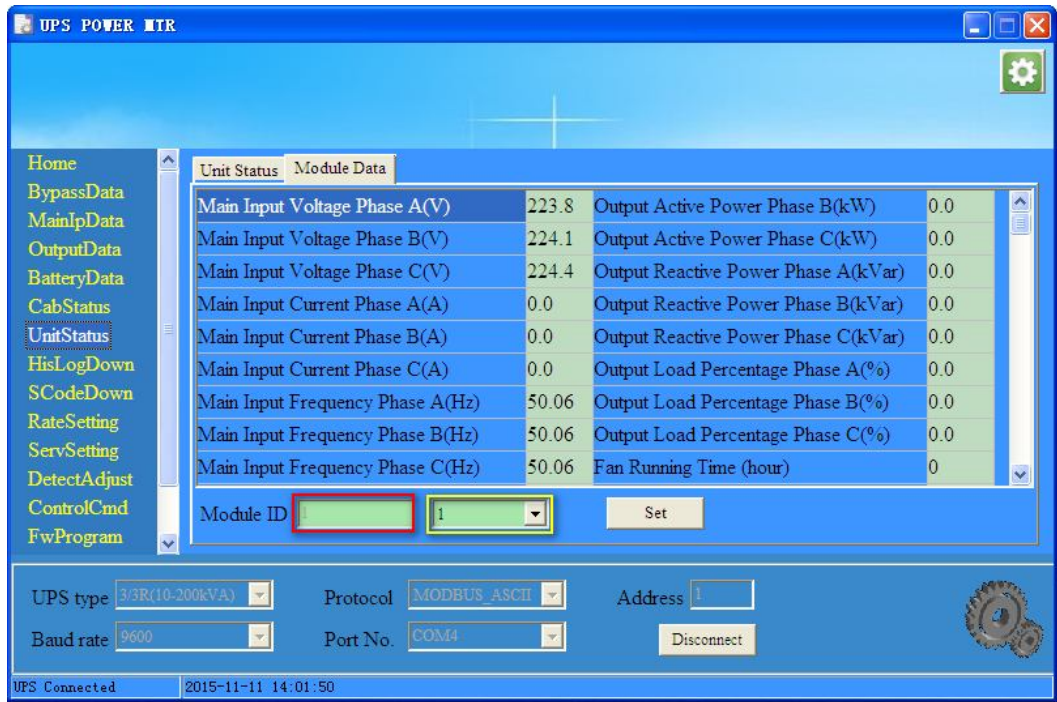 UPS POWER MTR
Home
BypassData
MainIpData
OutputData
BatteryData
CabStatus
UnitStatus
HisLogDown
SCodeDown
RateSetting
ServSetting
DetectAdjust
ControlCmd
FwProgram
Unit Status Module Data
Main Input Voltage Phase A(V) 223.8 Output Active Power Phase B(kW) 0.0
Main Input Voltage Phase B(V) 224.1 Output Active Power Phase C(kW) 0.0
Main Input Voltage Phase C(V) 224.4 Output Reactive Power Phase A(kVar) 0.0
Main Input Current Phase A(A) 0.0 Output Reactive Power Phase B(kVar) 0.0
Main Input Current Phase B(A) 0.0 Output Reactive Power Phase C(kVar) 0.0
Main Input Current Phase C(A) 0.0 Output Load Percentage Phase A(%) 0.0
Main Input Frequency Phase A(Hz) 50.06 Output Load Percentage Phase B(%) 0.0
Main Input Frequency Phase B(Hz) 50.06 Output Load Percentage Phase C(%) 0.0
Main Input Frequency Phase C(Hz) 50.06 Fan Running Time (hour) 0
Module ID 1 1 Set
UPS type 3/3R(10-200kVA) Protocol MODBUS_ASCII Address 1
Baud rate 9600 Port No. COM4 Disconnect
UPS Connected 2015-11-11 14:01:50